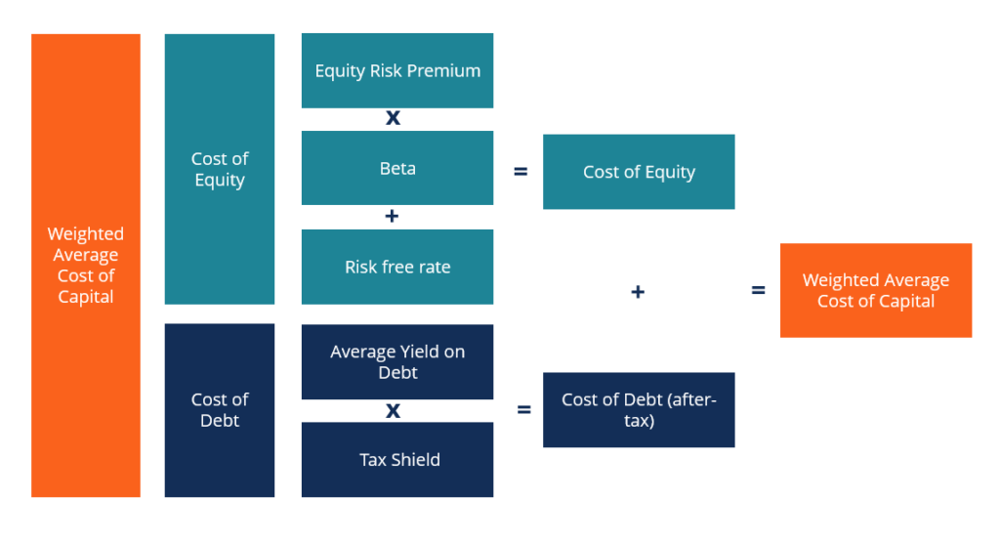 Weighted
Average
Cost of
Capital
Cost of
Equity
Equity Risk Premium
x
Beta
+
Risk free rate
=
Cost of Equity
Cost of
Debt
Average Yield on
Debt
x
Tax Shield
=
Cost of Debt (after-
tax)
+
=
Weighted Average
Cost of Capital